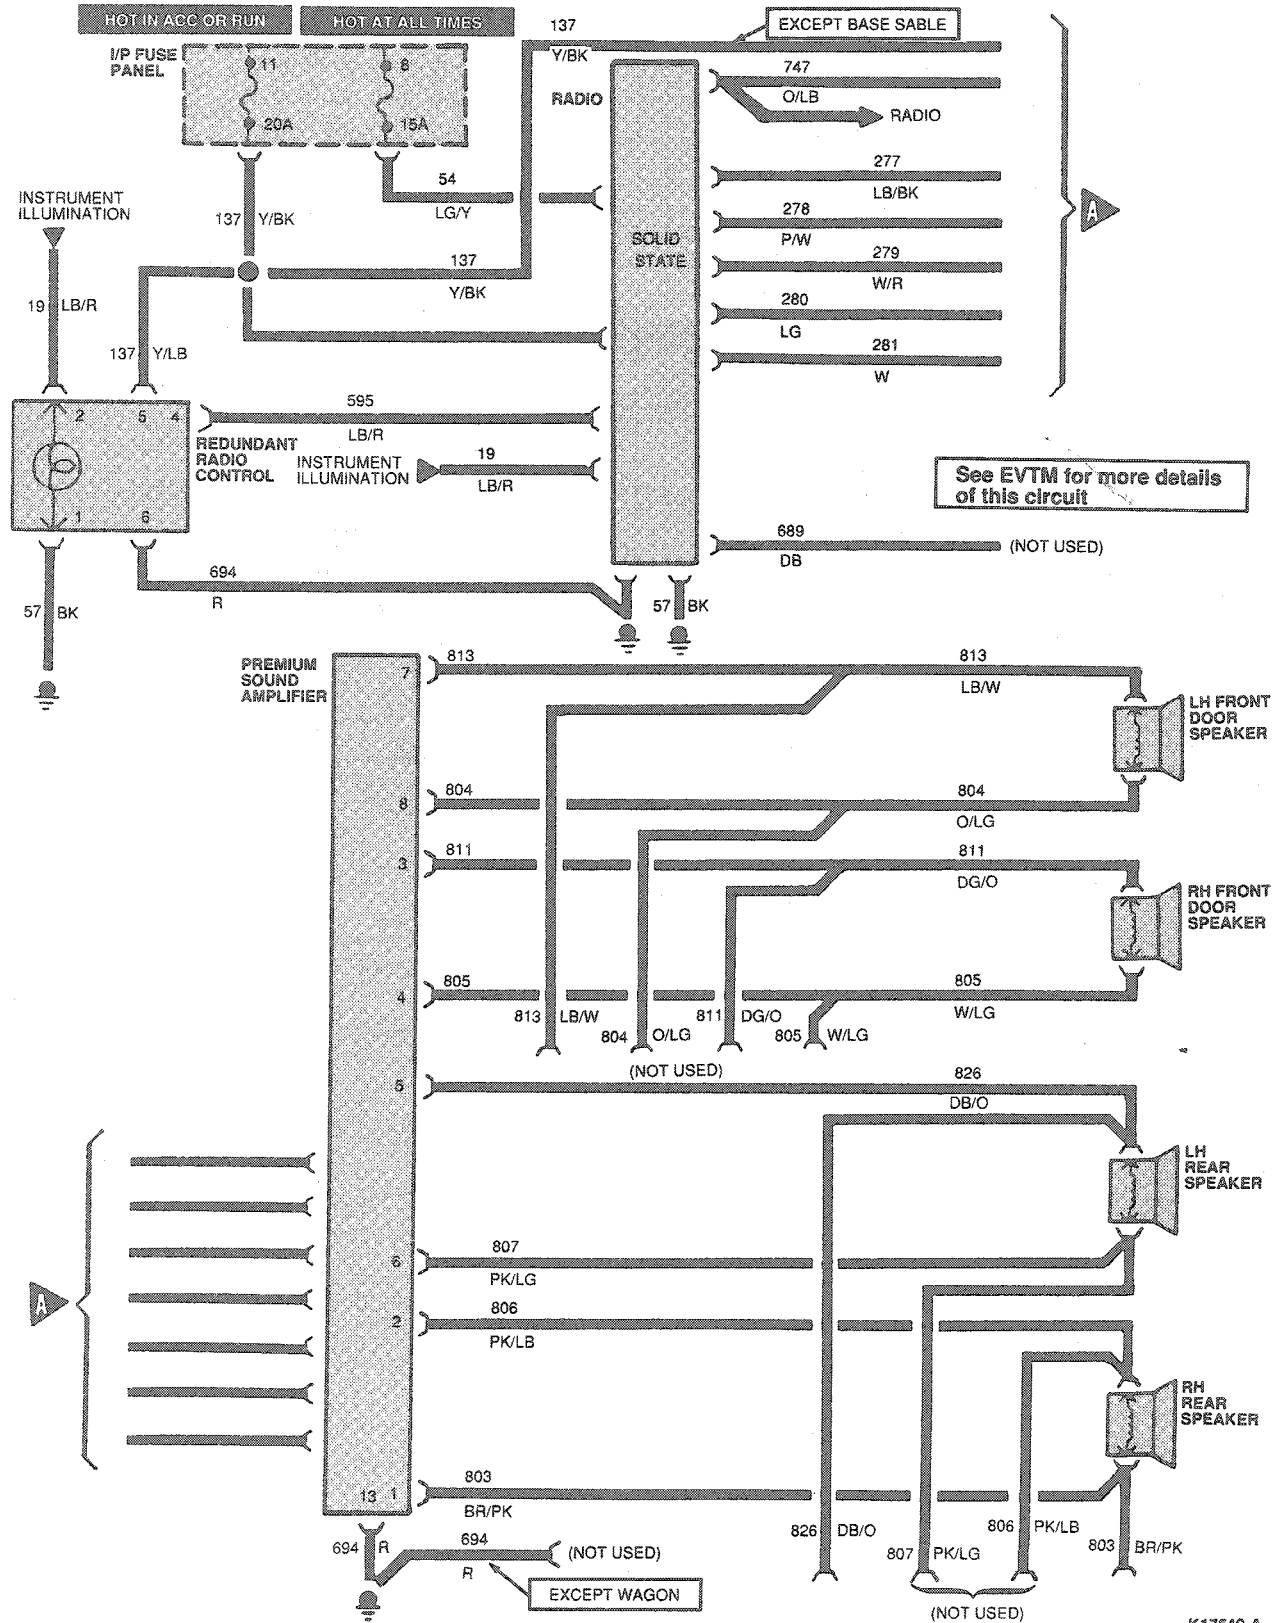 HOT IN ACC OR RUN
HOT AT ALL TIMES
137
Y/BK
EXCEPT BASE SABLE
I/P FUSE
PANEL
11
20A
8
15A
RADIO
747
O/LB
RADIO
54
LG/Y
277
LB/BK
INSTRUMENT
ILLUMINATION
137
Y/BK
278
P/W
A
SOLID
STATE
137
Y/BK
279
W/R
19
LB/R
280
LG
137
Y/LB
281
W
2
5
4
595
LB/R
REDUNDANT
RADIO
CONTROL
INSTRUMENT
ILLUMINATION
19
LB/R
See EVTM for more details
of this circuit
1
6
689
DB
(NOT USED)
694
R
57
BK
57
BK
PREMIUM
SOUND
AMPLIFIER
7
813
813
LB/W
LH FRONT
DOOR
SPEAKER
8
804
804
O/LG
3
811
811
DG/O
RH FRONT
DOOR
SPEAKER
4
805
805
W/LG
813
LB/W
804
O/LG
811
DG/O
805
W/LG
(NOT USED)
5
826
DB/O
LH
REAR
SPEAKER
6
807
PK/LG
A
2
806
PK/LB
RH
REAR
SPEAKER
13
1
803
BR/PK
826
DB/O
807
PK/LG
806
PK/LB
803
BR/PK
694
R
694
R
(NOT USED)
EXCEPT WAGON
(NOT USED)